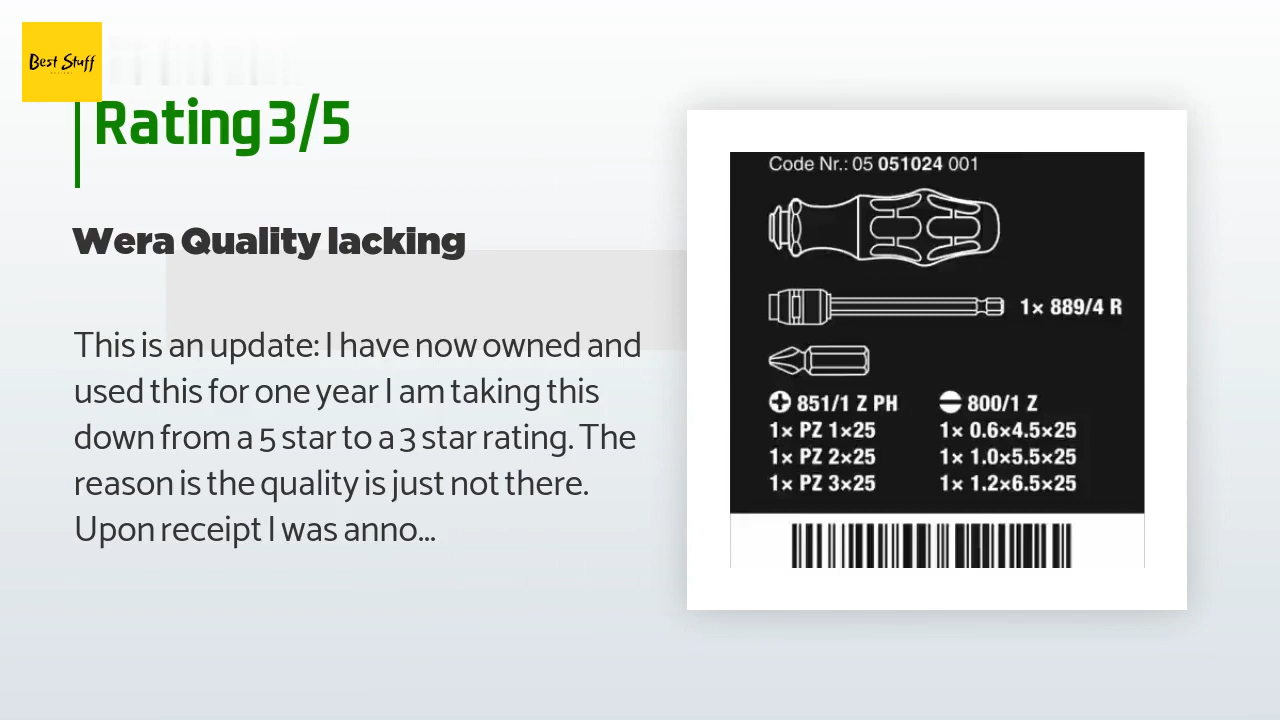 Best Stuff
Rating 3/5
Wera Quality lacking
This is an update: I have now owned and
used this for one year I am taking this
down from a 5 star to a 3 star rating. The
reason is the quality is just not there.
Upon receipt I was anno...
Code Nr.: 05 051024 001
1× 889/4 R
851/1 Z PH
1× PZ 1×25
1× PZ 2×25
1× PZ 3×25
800/1 Z
1× 0.6×4.5×25
1× 1.0×5.5×25
1× 1.2×6.5×25